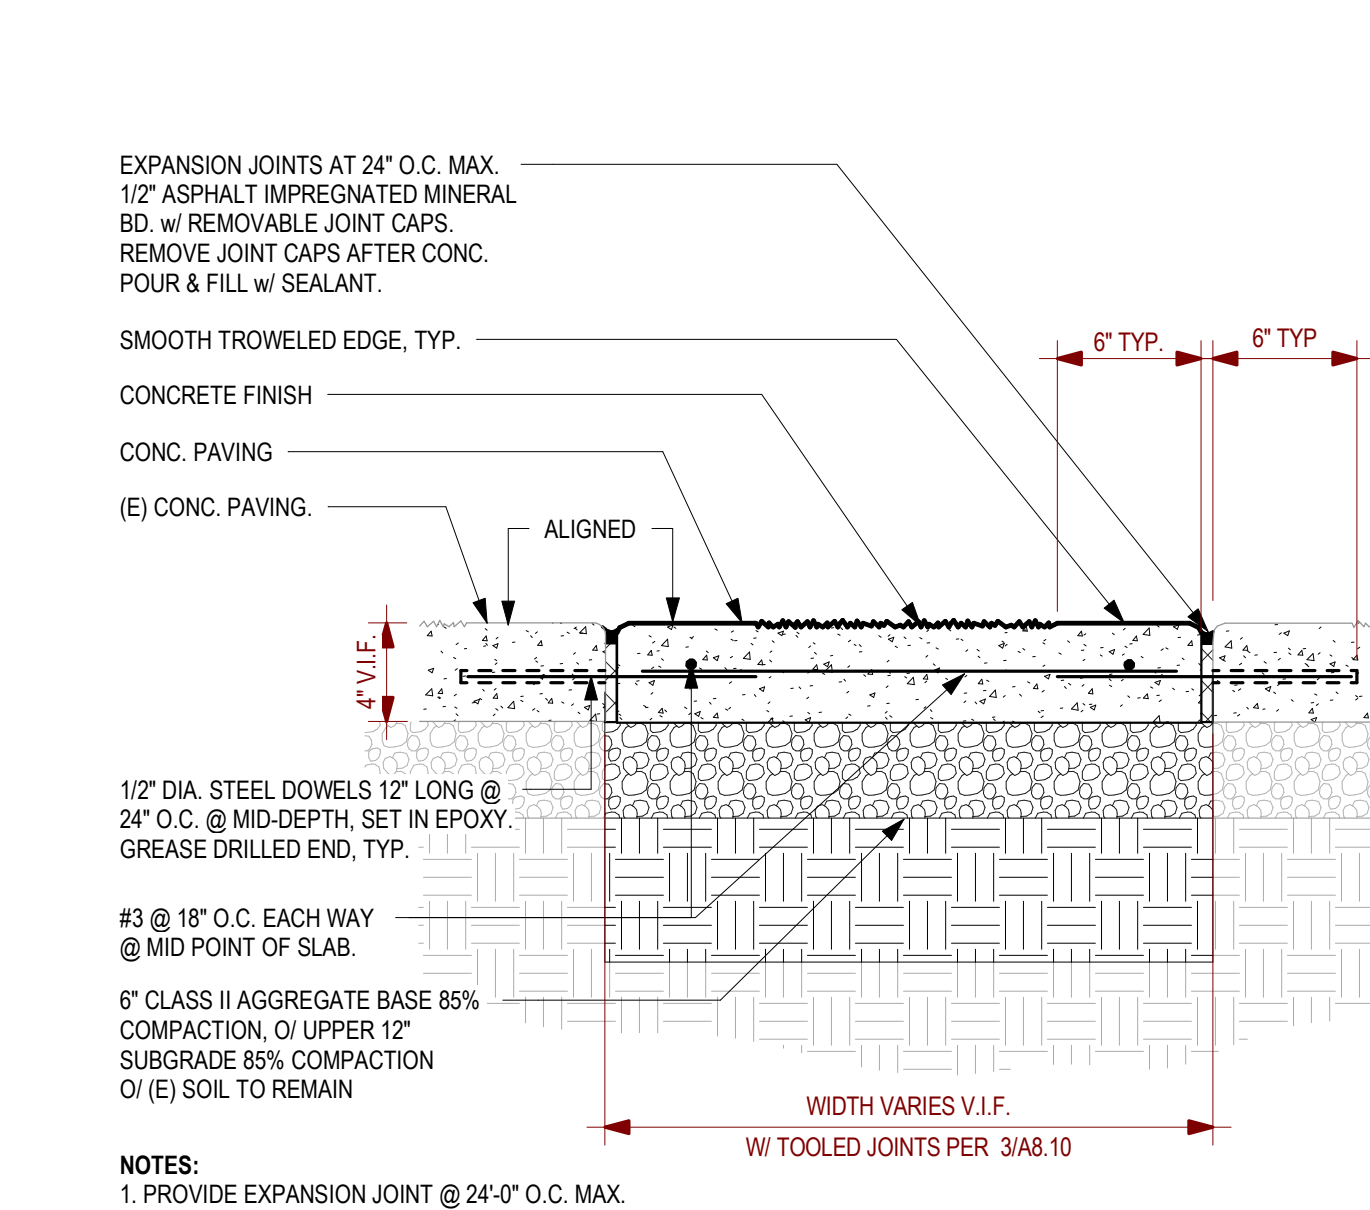 EXPANSION JOINTS AT 24" O.C. MAX.
1/2" ASPHALT IMPREGNATED MINERAL
BD. w/ REMOVABLE JOINT CAPS.
REMOVE JOINT CAPS AFTER CONC.
POUR & FILL w/ SEALANT.
SMOOTH TROWELED EDGE, TYP.
6" TYP.
6" TYP
CONCRETE FINISH
CONC. PAVING
(E) CONC. PAVING.
ALIGNED
4" V.I.F.
1/2" DIA. STEEL DOWELS 12" LONG @
24" O.C. @ MID-DEPTH, SET IN EPOXY.
GREASE DRILLED END, TYP.
#3 @ 18" O.C. EACH WAY
@ MID POINT OF SLAB.
6" CLASS II AGGREGATE BASE 85%
COMPACTION, O/ UPPER 12"
SUBGRADE 85% COMPACTION
O/ (E) SOIL TO REMAIN
WIDTH VARIES V.I.F.
W/ TOOLED JOINTS PER 3/A8.10
NOTES:
1. PROVIDE EXPANSION JOINT @ 24'-0" O.C. MAX.